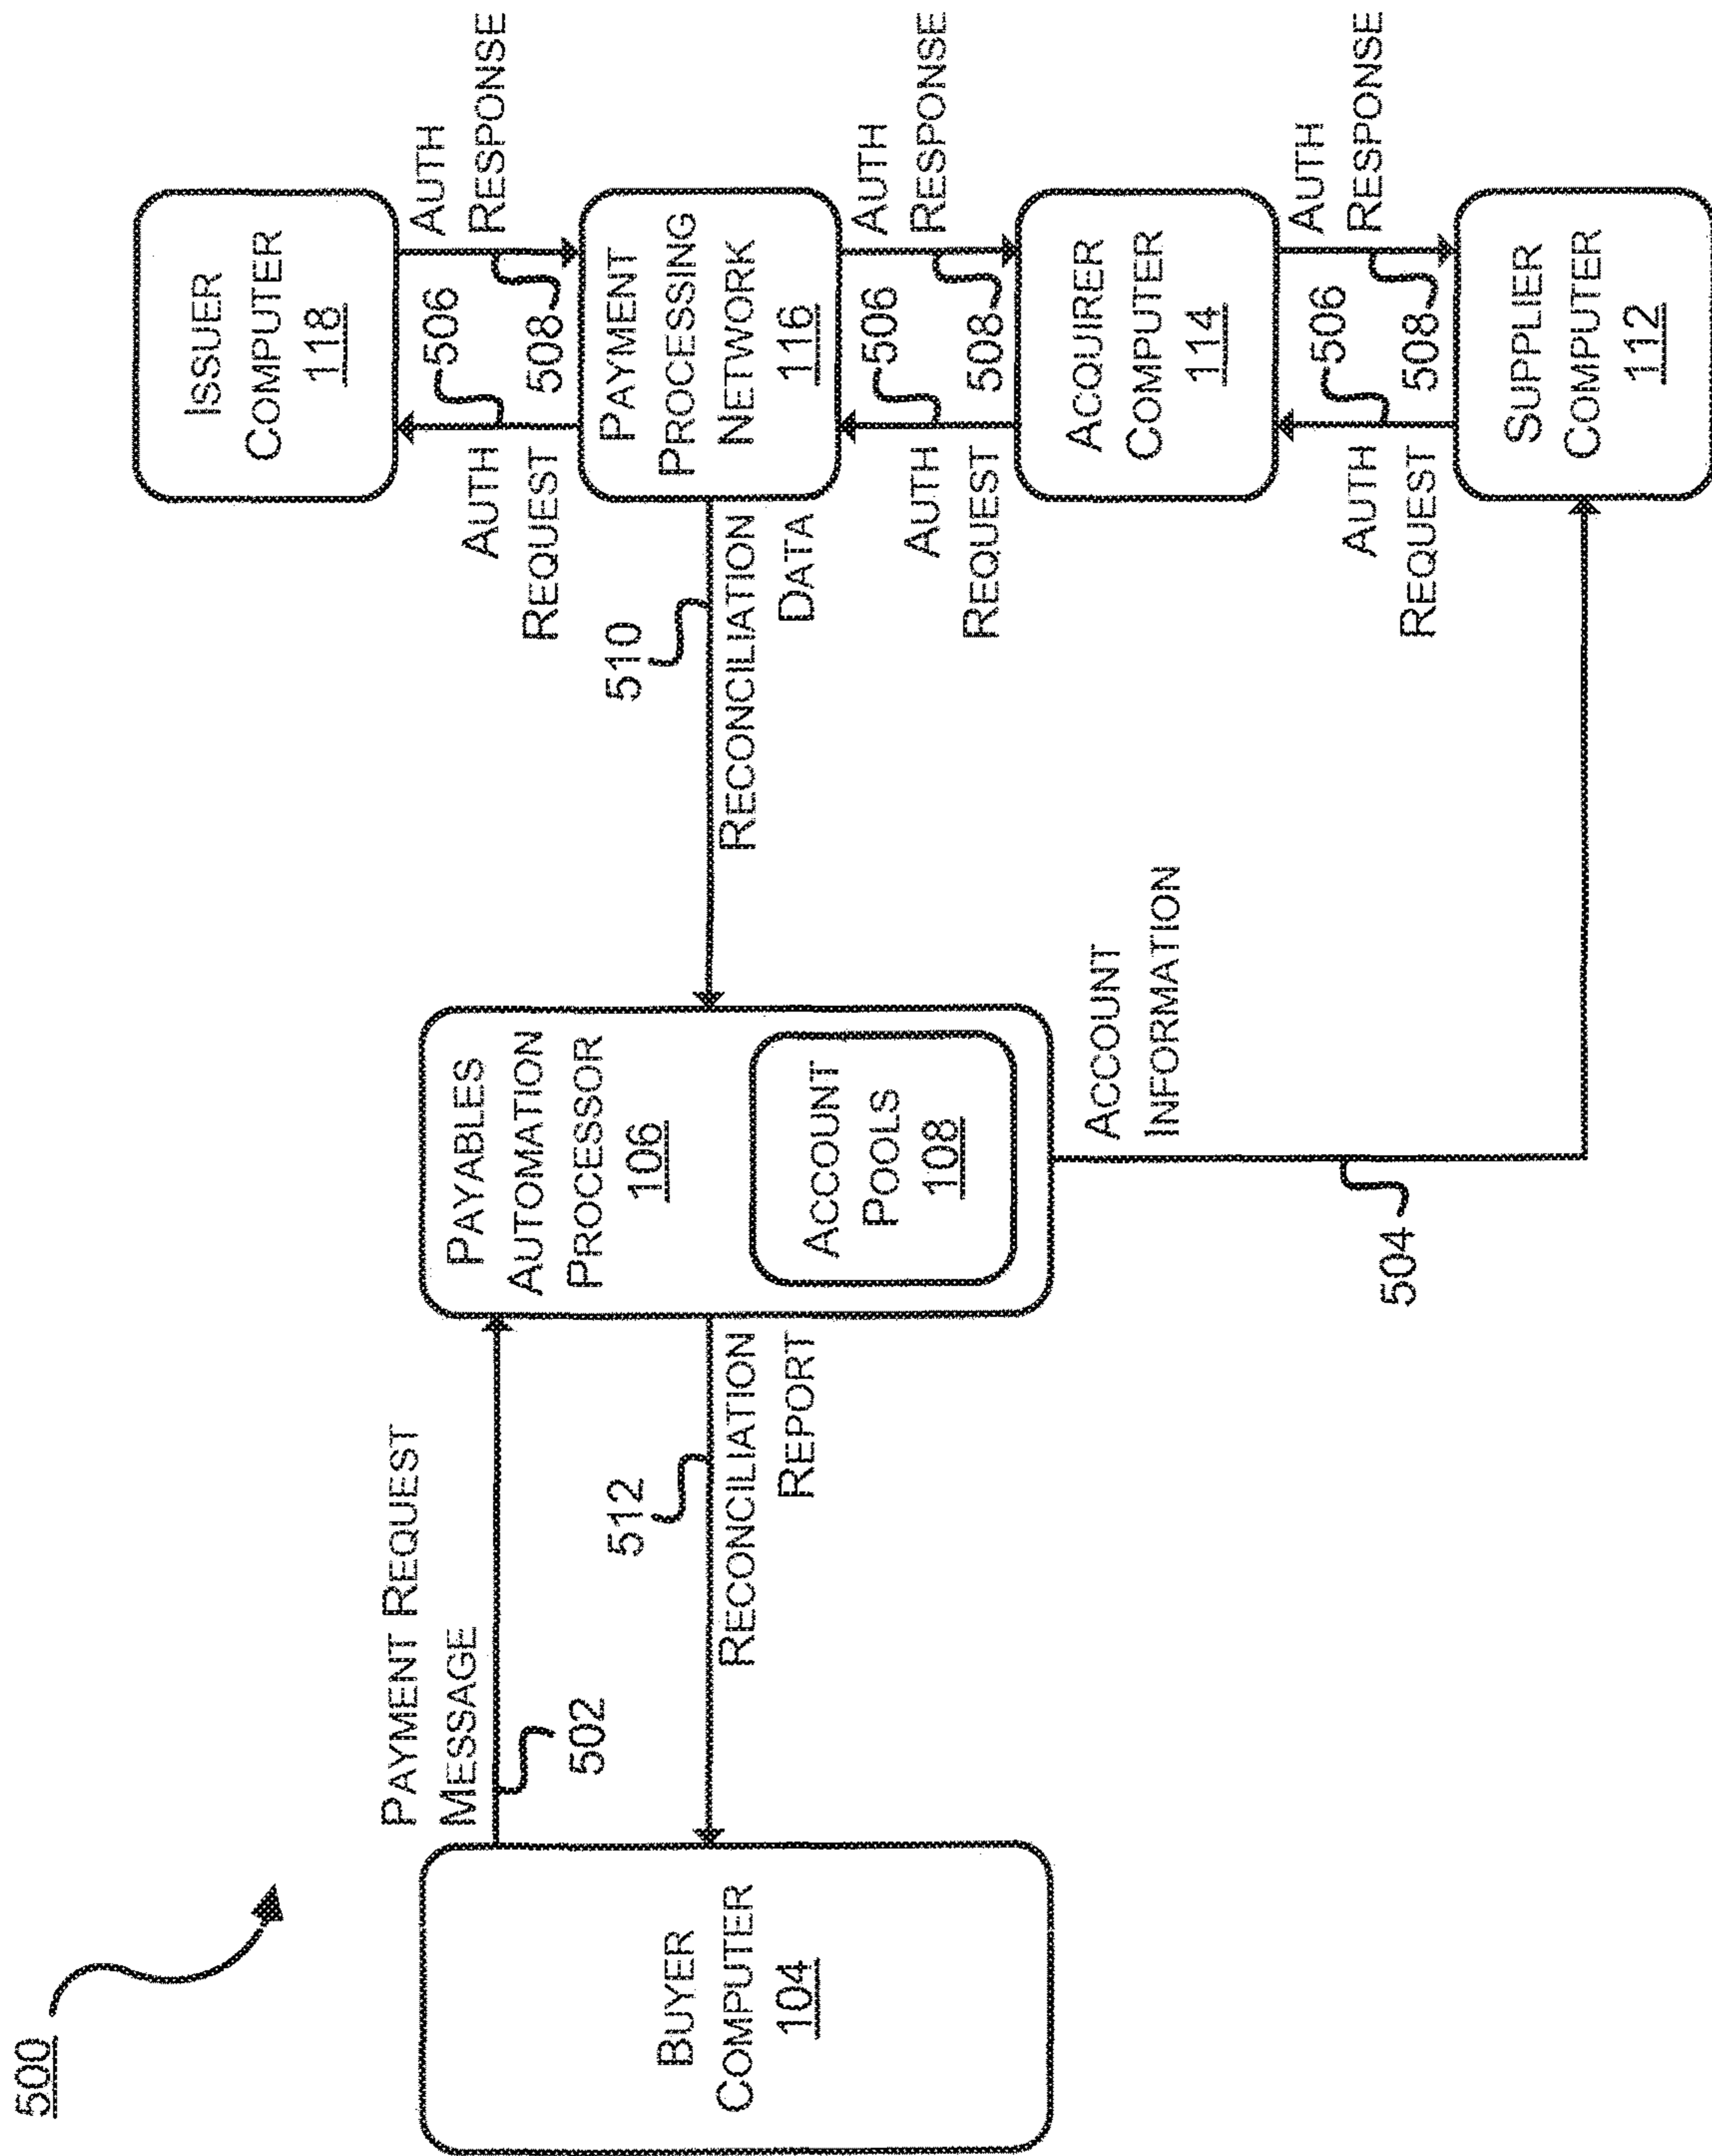 500
BUYER
COMPUTER
104
PAYMENT REQUEST
MESSAGE
502
512
RECONCILIATION
REPORT
PAYABLES
AUTOMATION
PROCESSOR
106
ACCOUNT
POOLS
108
ACCOUNT
INFORMATION
504
510
RECONCILIATION
DATA
ISSUER
COMPUTER
118
AUTH
REQUEST
506
508
AUTH
RESPONSE
PAYMENT
PROCESSING
NETWORK
116
AUTH
REQUEST
506
508
AUTH
RESPONSE
ACQUIRER
COMPUTER
114
AUTH
REQUEST
506
508
AUTH
RESPONSE
SUPPLIER
COMPUTER
112